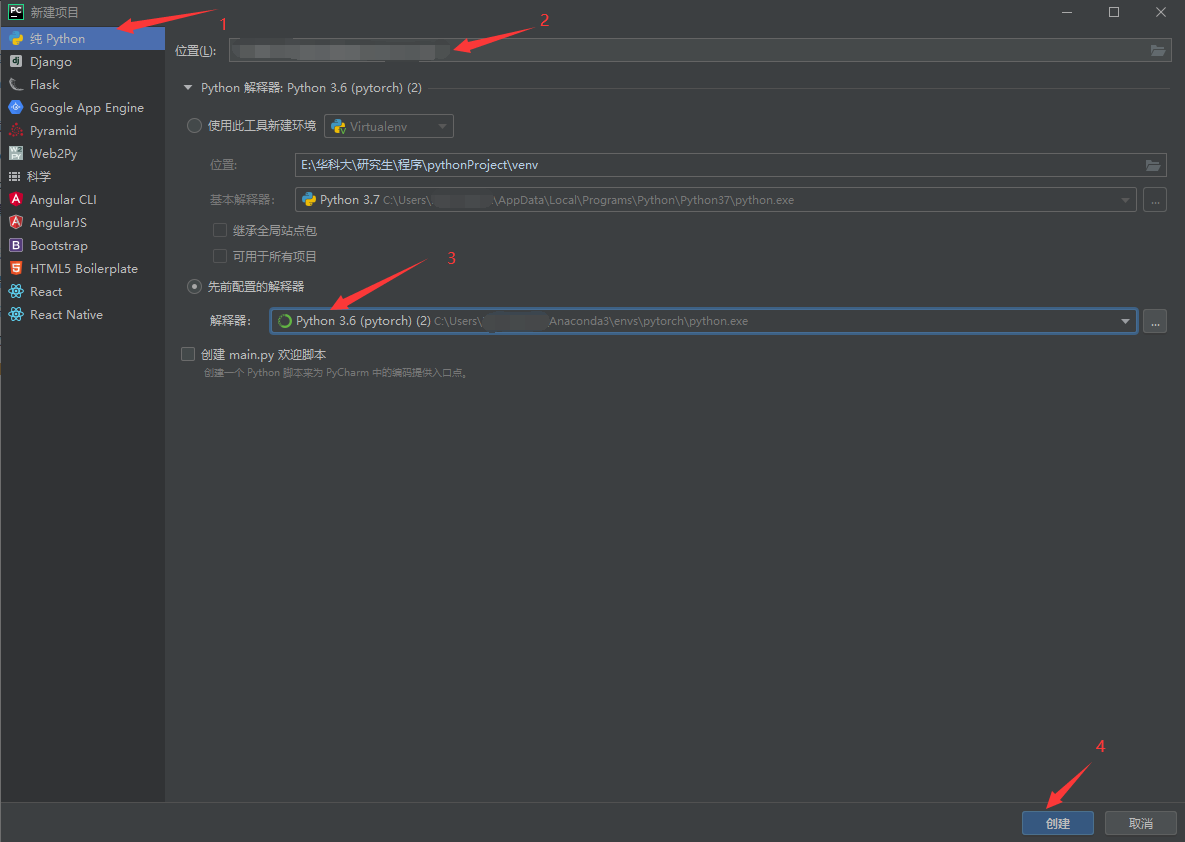 PC 新建项目
1
2
3
4
纯 Python
Django
Flask
Google App Engine
Pyramid
Web2Py
科学
Angular CLI
AngularJS
Bootstrap
HTML5 Boilerplate
React
React Native
位置(L):
Python 解释器: Python 3.6 (pytorch) (2)
使用此工具新建环境 Virtualenv
位置: E:\华科大\研究生\程序\pythonProject\venv
基本解释器: Python 3.7 C:\Users\ \AppData\Local\Programs\Python\Python37\python.exe ...
继承全局站点包
可用于所有项目
先前配置的解释器
解释器: Python 3.6 (pytorch) (2) C:\Users\ Anaconda3\envs\pytorch\python.exe ...
创建 main.py 欢迎脚本
创建一个 Python 脚本来为 PyCharm 中的编码提供入口点。
创建 取消